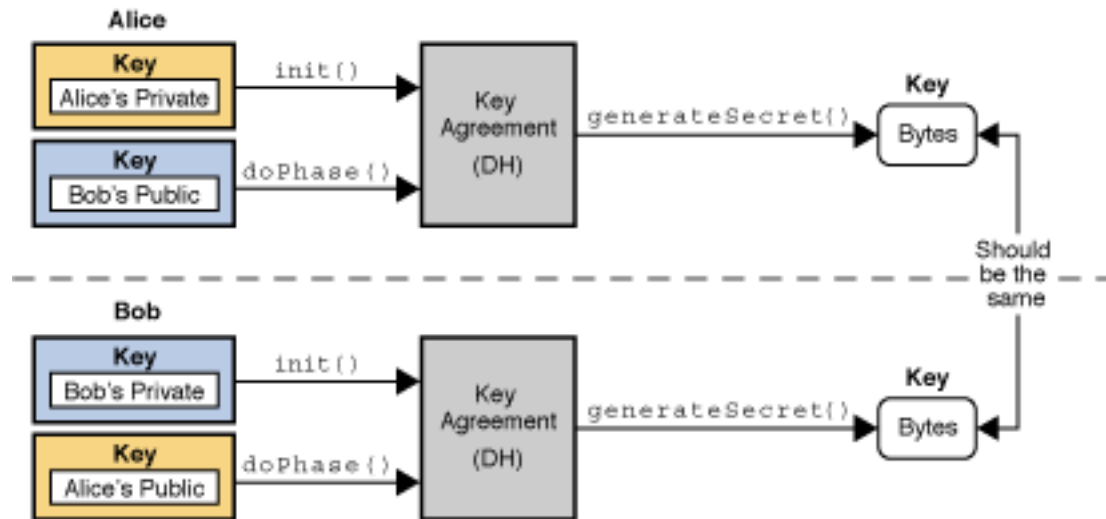 Alice
Key
Alice's Private
init()
Key
Bob's Public
doPhase()
Key
Agreement
(DH)
generateSecret()
Key
Bytes
Should
be the
same
Bob
Key
Bob's Private
init()
Key
Alice's Public
doPhase()
Key
Agreement
(DH)
generateSecret()
Key
Bytes